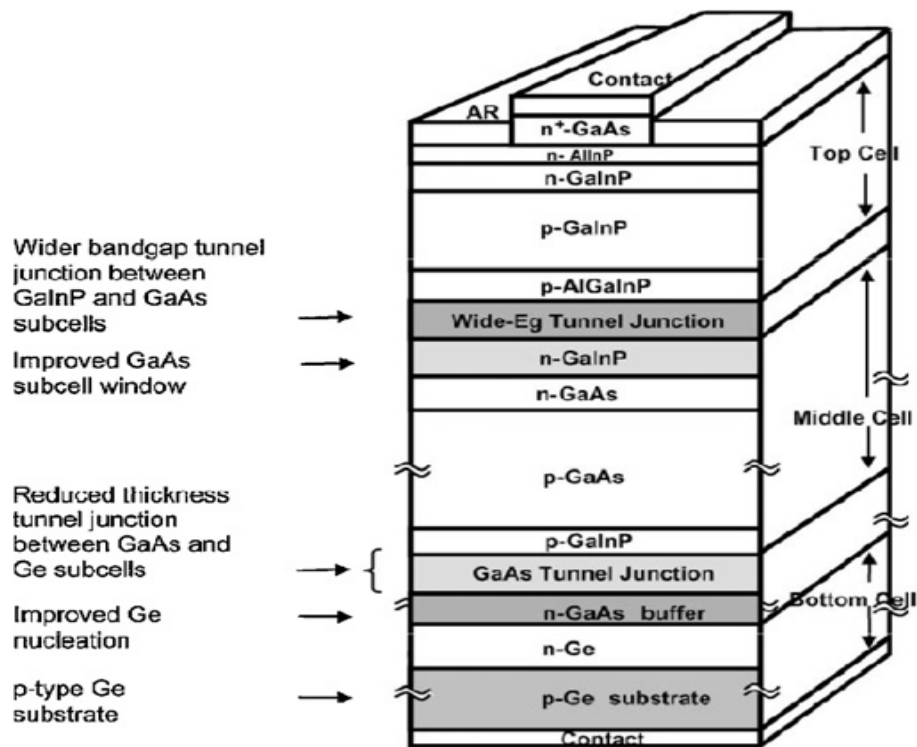 Contact
AR
n⁺-GaAs
n- AlInP
n-GaInP
p-GaInP
p-AlGaInP
Wide-Eg Tunnel Junction
n-GaInP
n-GaAs
p-GaAs
p-GaInP
GaAs Tunnel Junction
n-GaAs buffer
n-Ge
p-Ge substrate
Contact
Top Cell
Middle Cell
Bottom Cell
Wider bandgap tunnel
junction between
GaInP and GaAs
subcells
Improved GaAs
subcell window
Reduced thickness
tunnel junction
between GaAs and
Ge subcells
Improved Ge
nucleation
p-type Ge
substrate